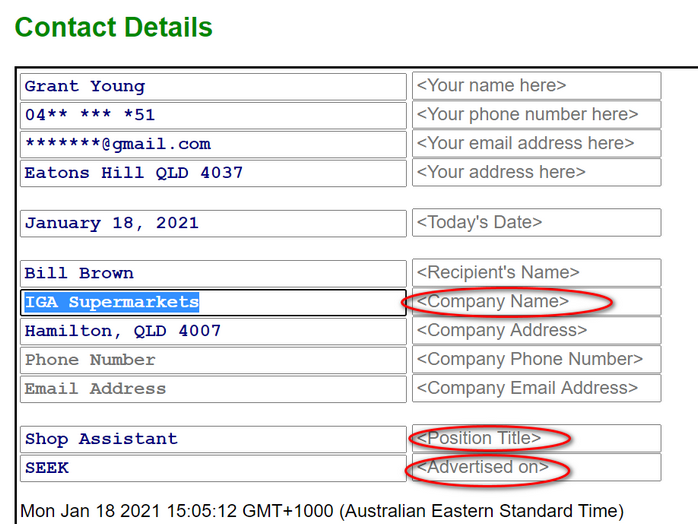 Contact Details
Grant Young <Your name here>
04** *** *51 <Your phone number here>
*******@gmail.com <Your email address here>
Eatons Hill QLD 4037 <Your address here>
January 18, 2021 <Today's Date>
Bill Brown <Recipient's Name>
IGA Supermarkets <Company Name>
Hamilton, QLD 4007 <Company Address>
Phone Number <Company Phone Number>
Email Address <Company Email Address>
Shop Assistant <Position Title>
SEEK <Advertised on>
Mon Jan 18 2021 15:05:12 GMT+1000 (Australian Eastern Standard Time)